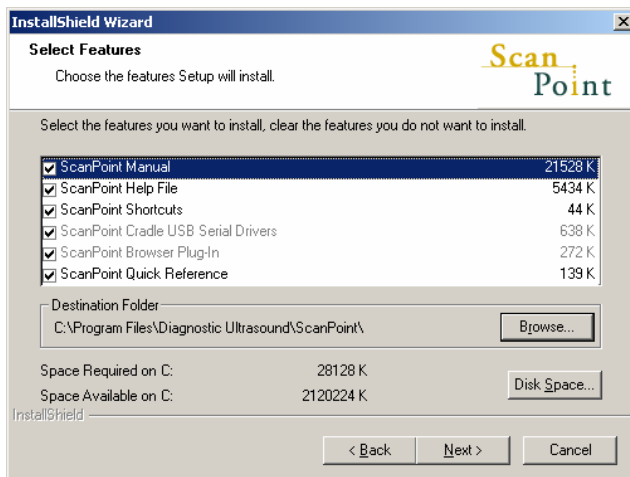 InstallShield Wizard
Select Features
Choose the features Setup will install.
Scan
Point
Select the features you want to install, clear the features you do not want to install.
ScanPoint Manual 21528 K
ScanPoint Help File 5434 K
ScanPoint Shortcuts 44 K
ScanPoint Cradle USB Serial Drivers 638 K
ScanPoint Browser Plug-In 272 K
ScanPoint Quick Reference 139 K
Destination Folder
C:\Program Files\Diagnostic Ultrasound\ScanPoint\ Browse...
Space Required on C: 28128 K
Space Available on C: 2120224 K
Disk Space...
InstallShield
< Back Next > Cancel